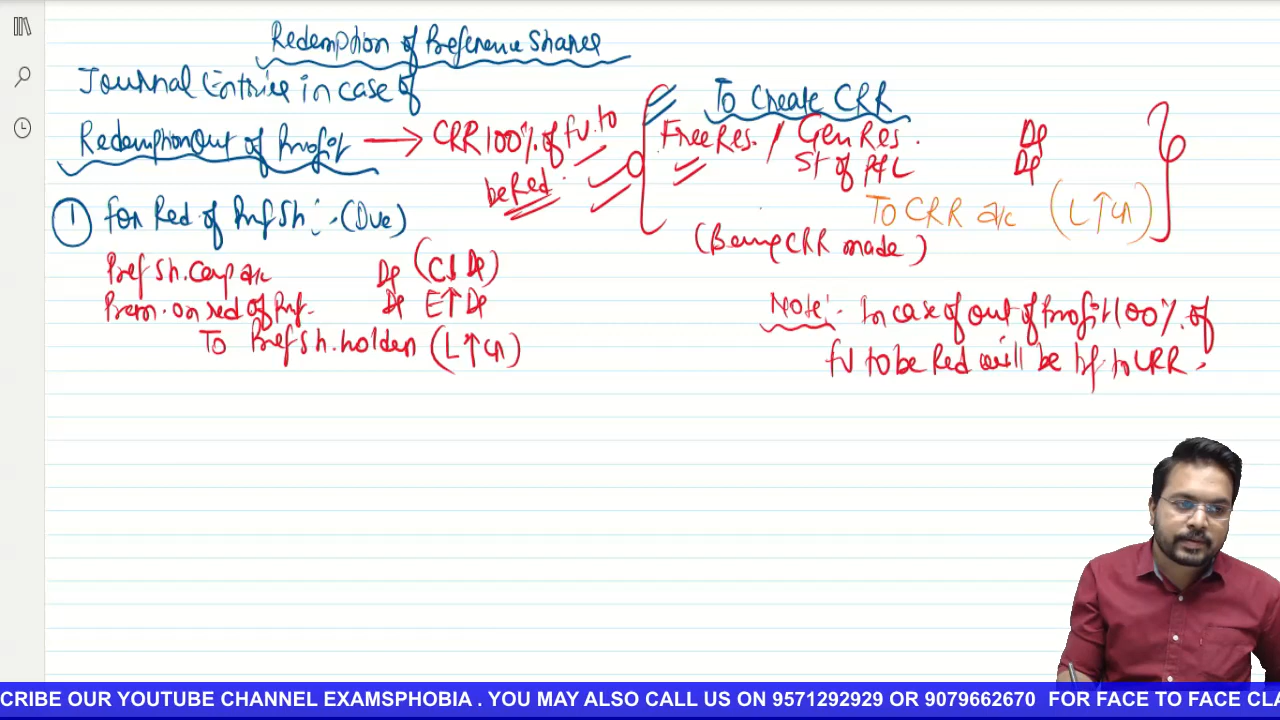 Redemption of Preference Shares
Journal Entries in case of
Redemption Out of Profit → CRR 100% of fv. to
be Red.
① for Red of Pref Sh :- (Due)
Pref Sh. Cap a/c Dr (C↓ Dr)
Prem. on red of Pref. Dr E↑ Dr
To Pref Sh. holders (L↑ Cr)
To Create CRR
Free Res. / Gen Res. Dr
St of P/L Dr
To CRR a/c (L↑ Cr)
(Being CRR made)
Note:- In case of out of Profit 100% of
fv to be Red will be trf to CRR.
CRIBE OUR YOUTUBE CHANNEL EXAMSPHOBIA . YOU MAY ALSO CALL US ON 9571292929 OR 9079662670 FOR FACE TO FACE CLA